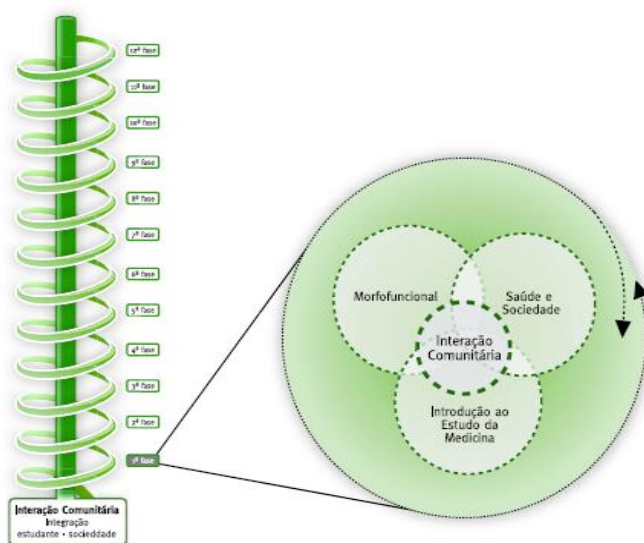 12ª fase
11ª fase
10ª fase
9ª fase
8ª fase
7ª fase
6ª fase
5ª fase
4ª fase
3ª fase
2ª fase
1ª fase
Interação Comunitária
Integração
estudante • sociedddade
Morfofuncional
Saúde e
Sociedade
Interação
Comunitária
Introdução ao
Estudo da
Medicina